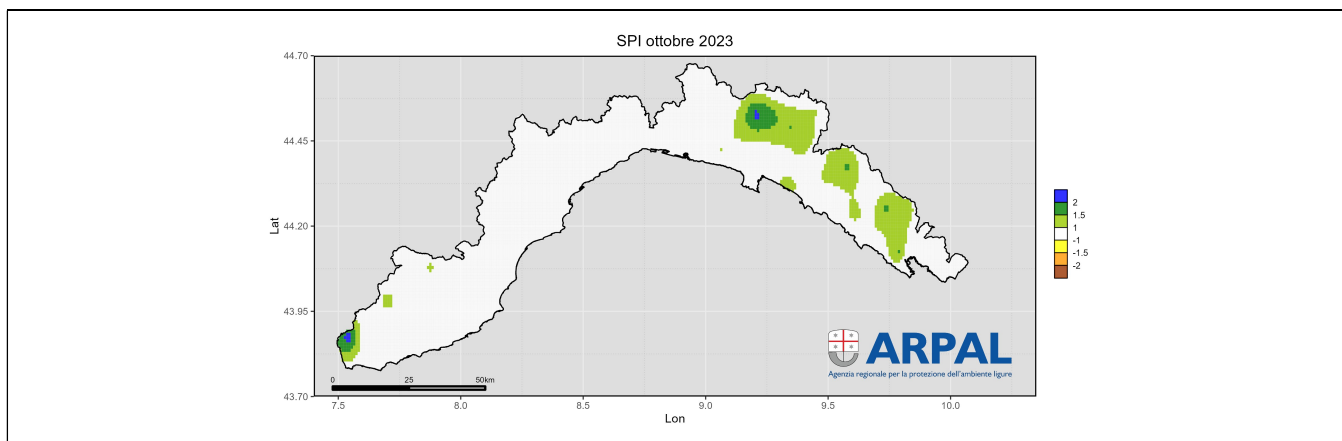 SPI ottobre 2023
44.70
44.45
44.20
43.95
43.70
Lat
7.5
8.0
8.5
9.0
9.5
10.0
Lon
0 25 50km
ARPAL
Agenzia regionale per la protezione dell'ambiente ligure
2
1.5
1
-1
-1.5
-2